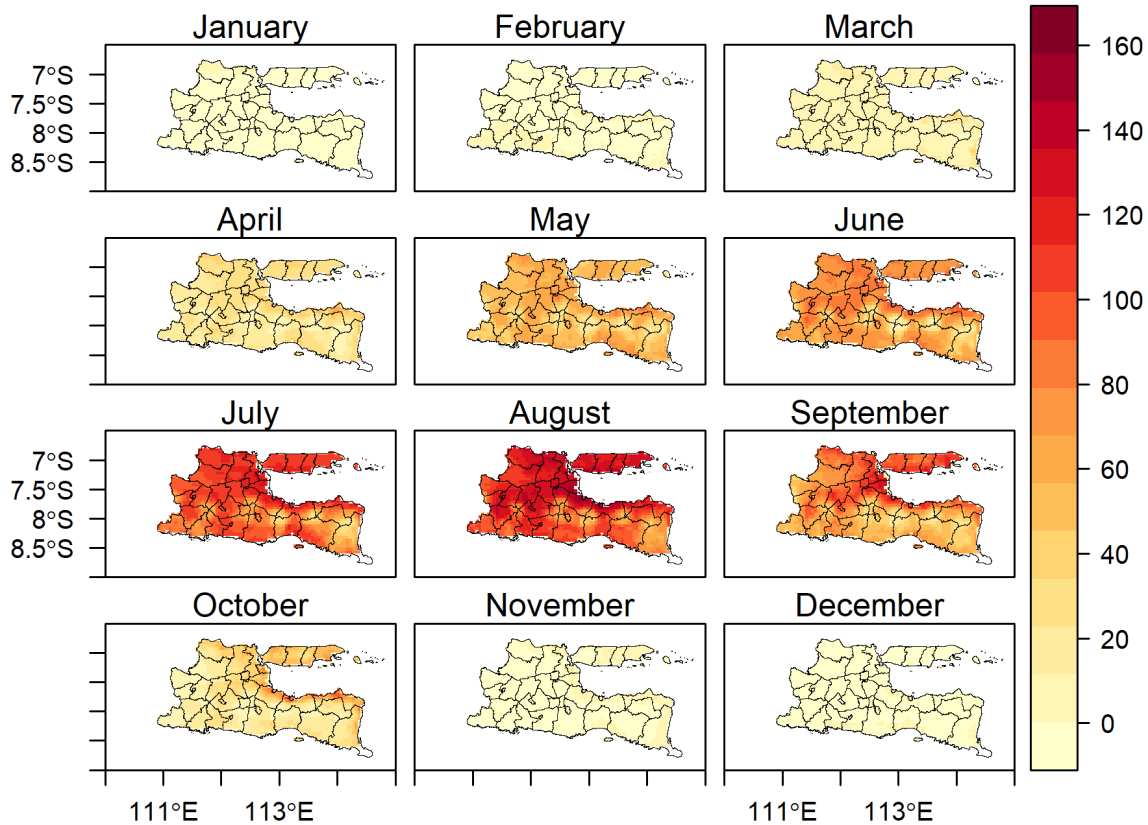 January February March
7°S
7.5°S
8°S
8.5°S
April May June
July August September
7°S
7.5°S
8°S
8.5°S
October November December
111°E 113°E 111°E 113°E
160
140
120
100
80
60
40
20
0